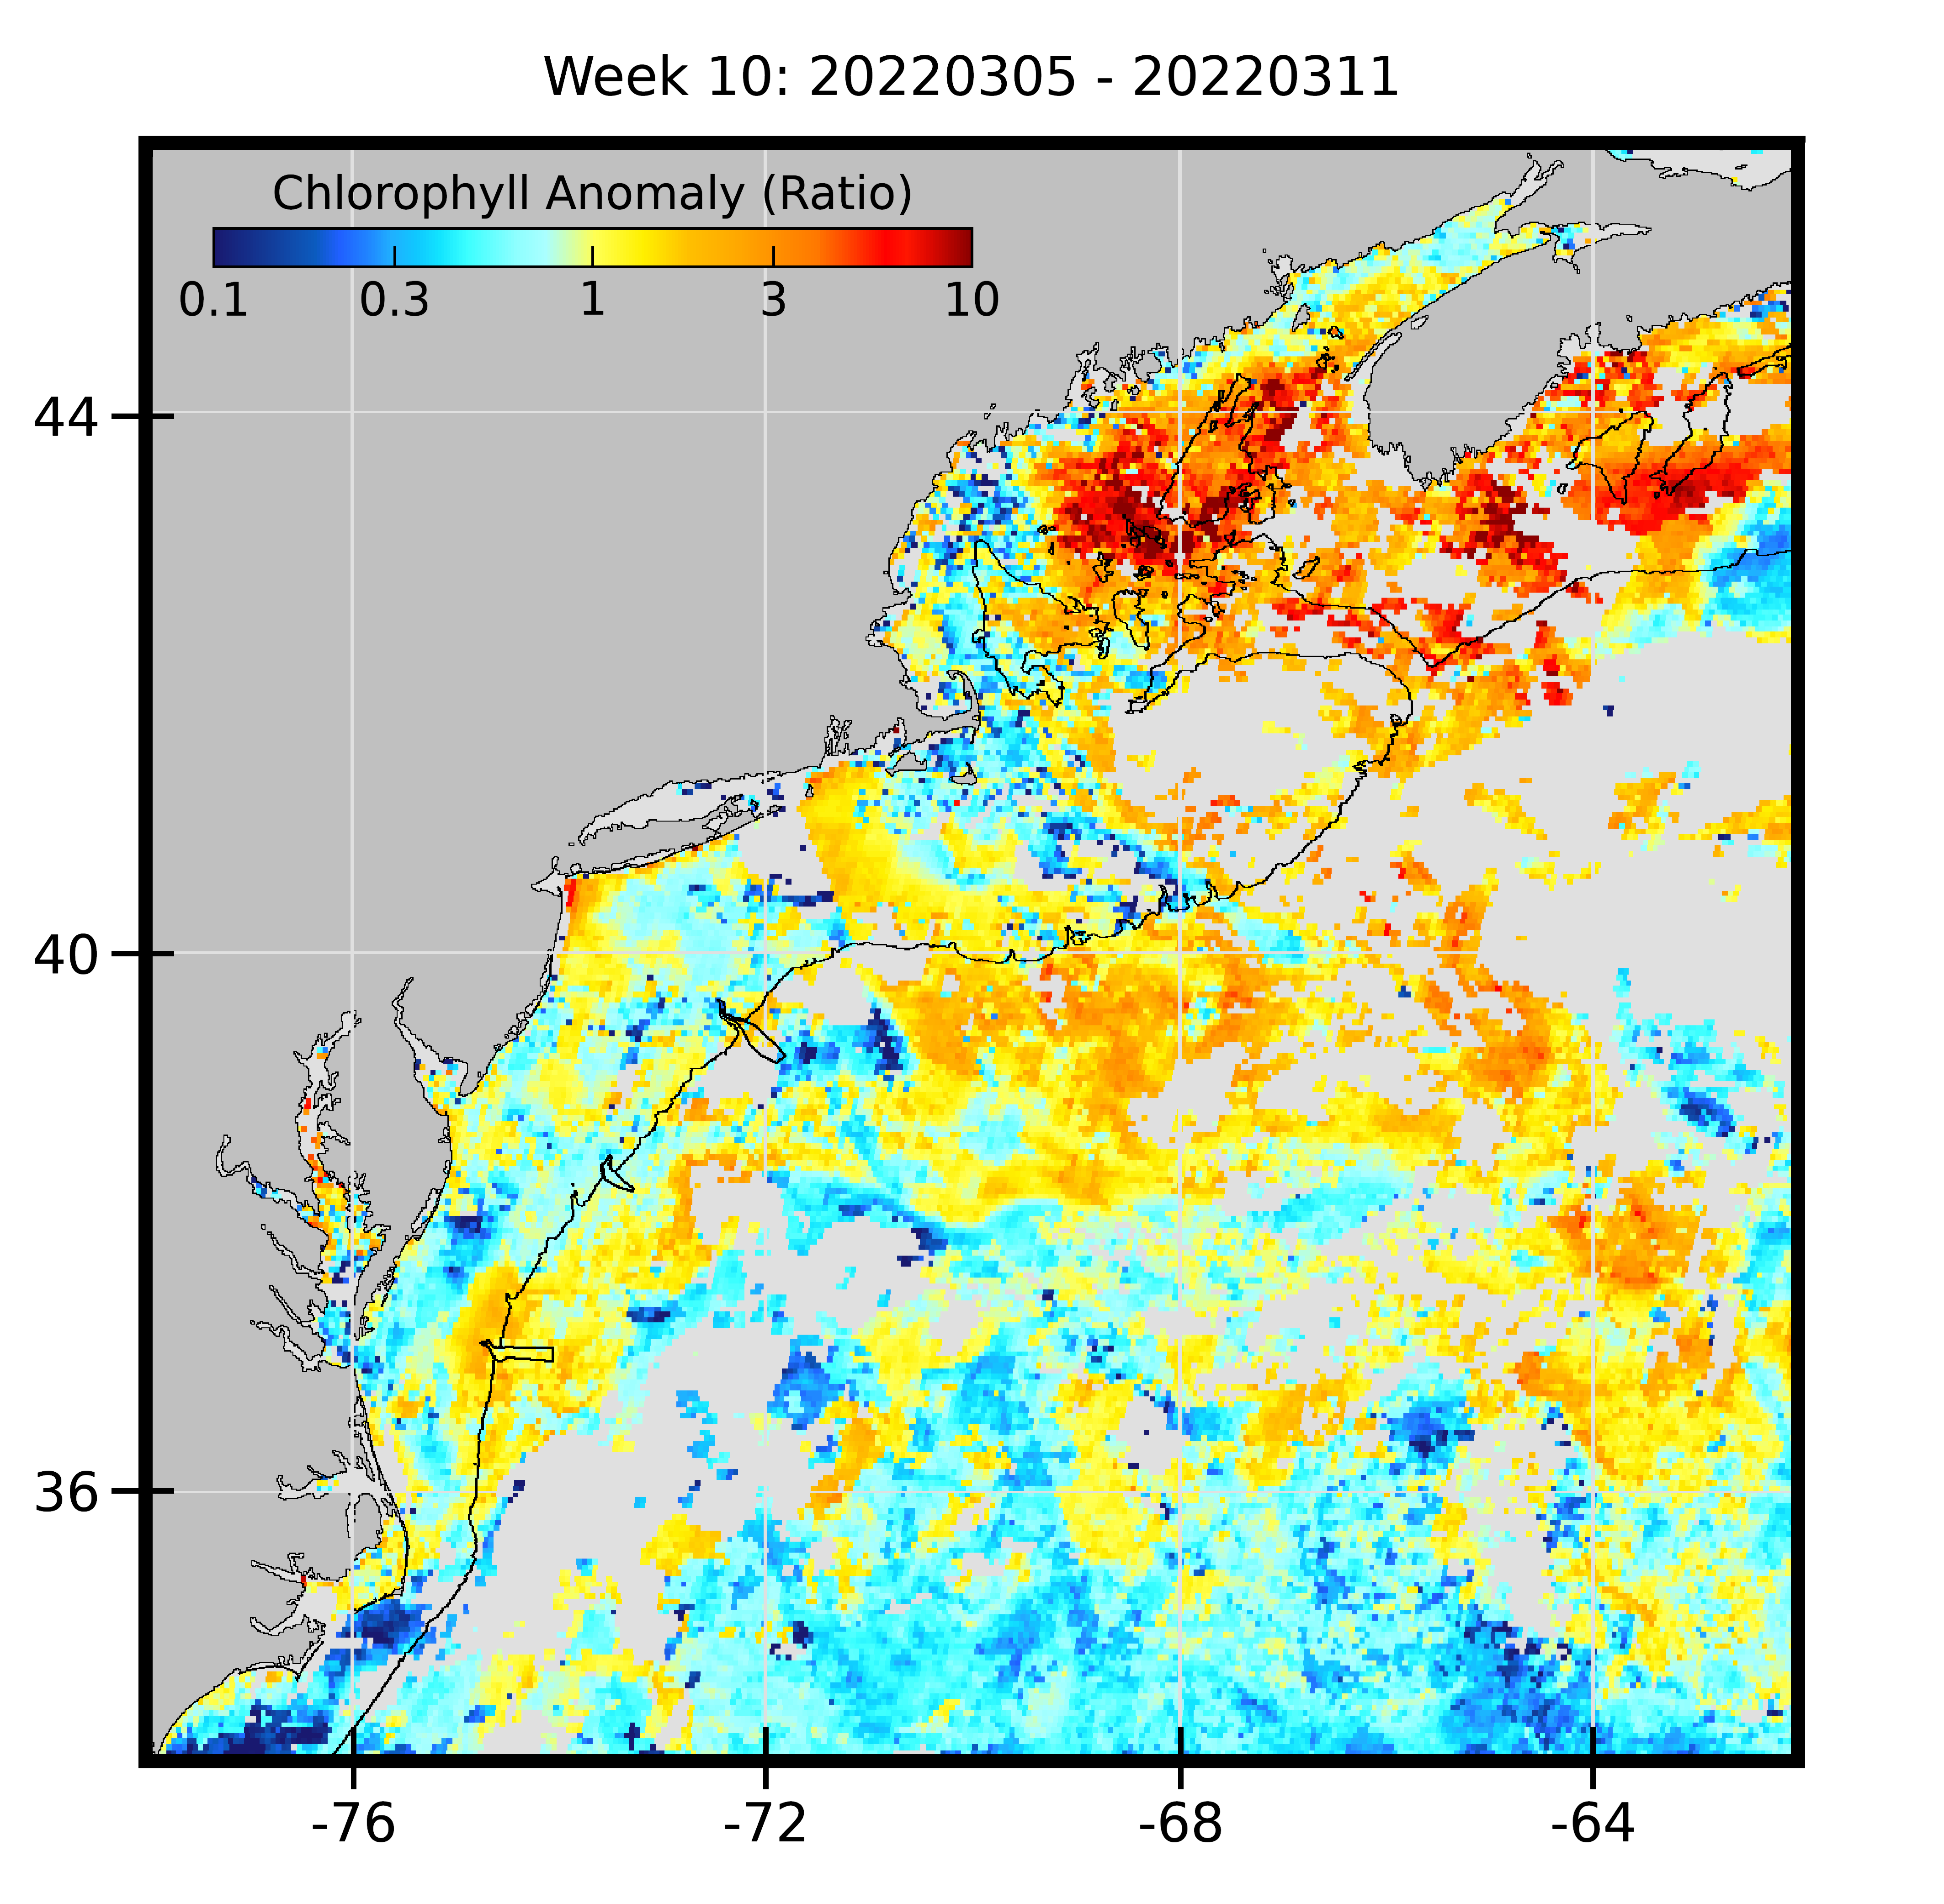 Week 10: 20220305 - 20220311
Chlorophyll Anomaly (Ratio)
0.1 0.3 1 3 10
44
40
36
-76 -72 -68 -64